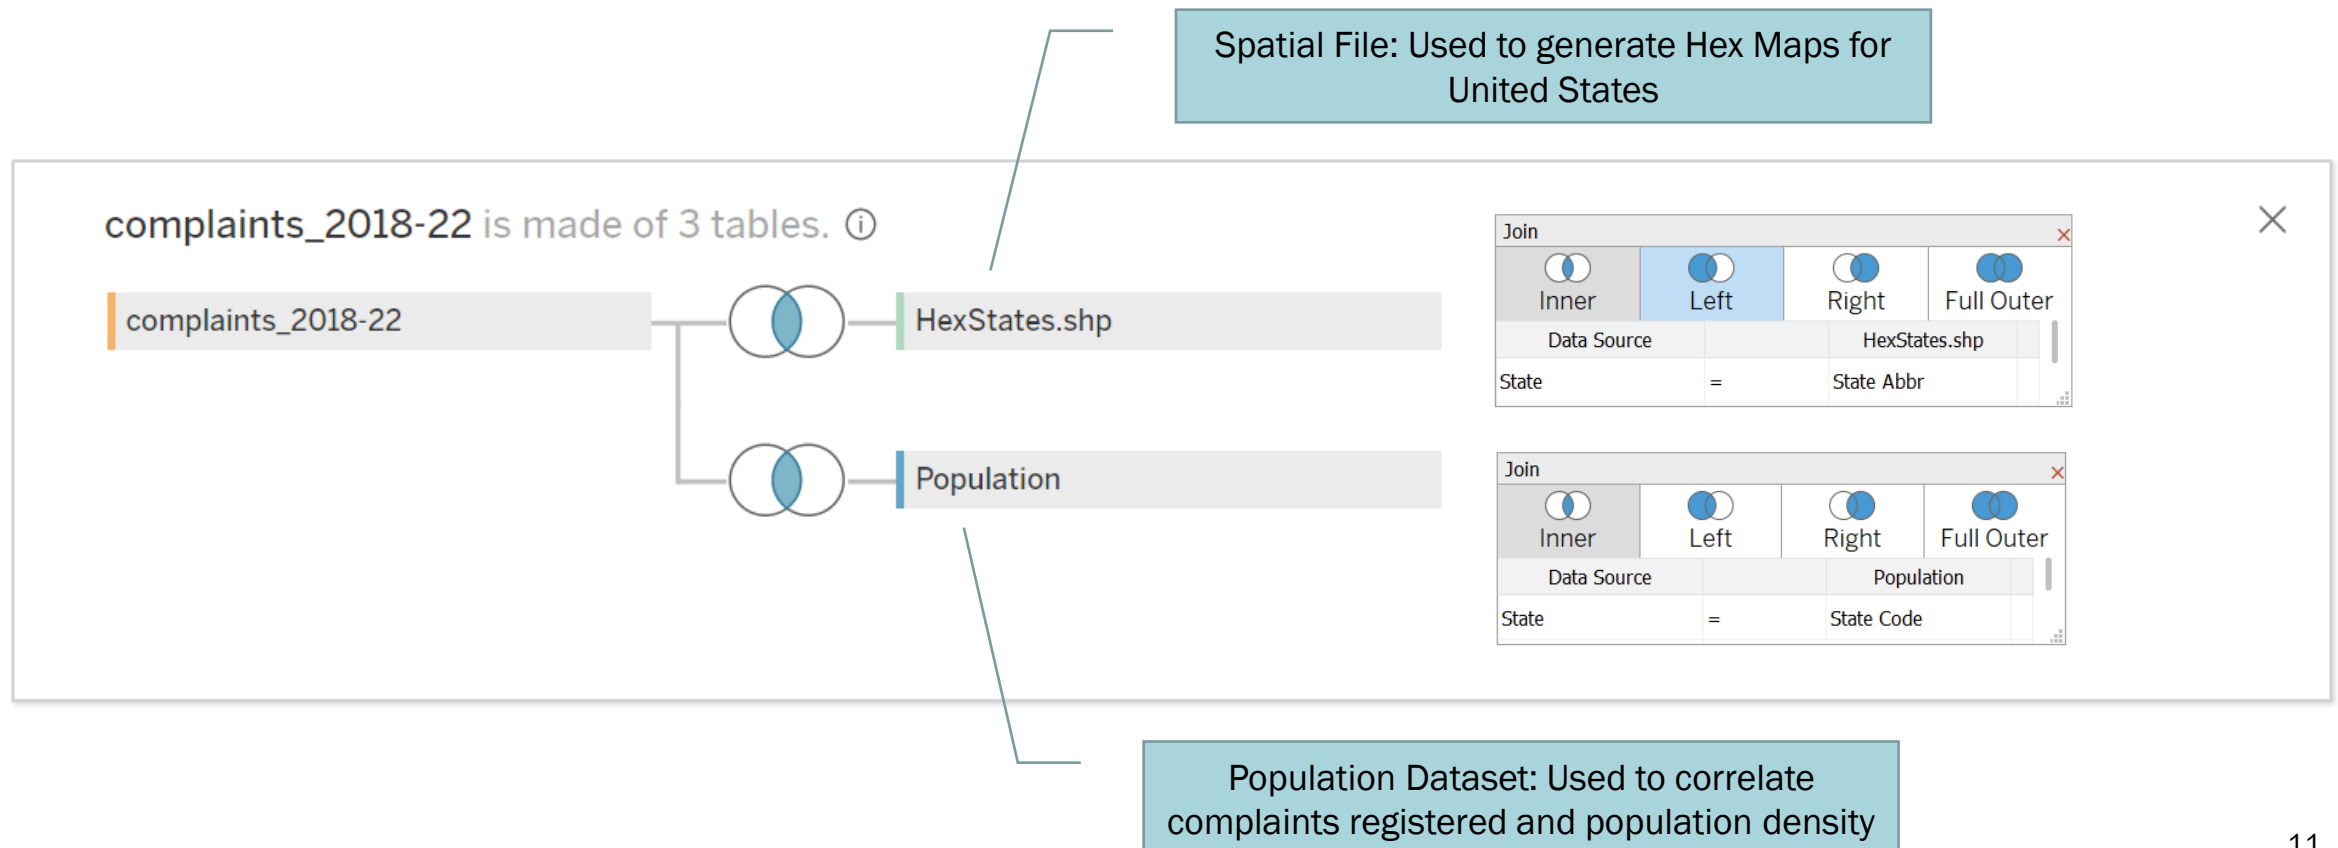 Spatial File: Used to generate Hex Maps for
United States
complaints_2018-22 is made of 3 tables.
complaints_2018-22
HexStates.shp
Population
Join
Inner Left Right Full Outer
Data Source HexStates.shp
State = State Abbr
Join
Inner Left Right Full Outer
Data Source Population
State = State Code
Population Dataset: Used to correlate
complaints registered and population density
11